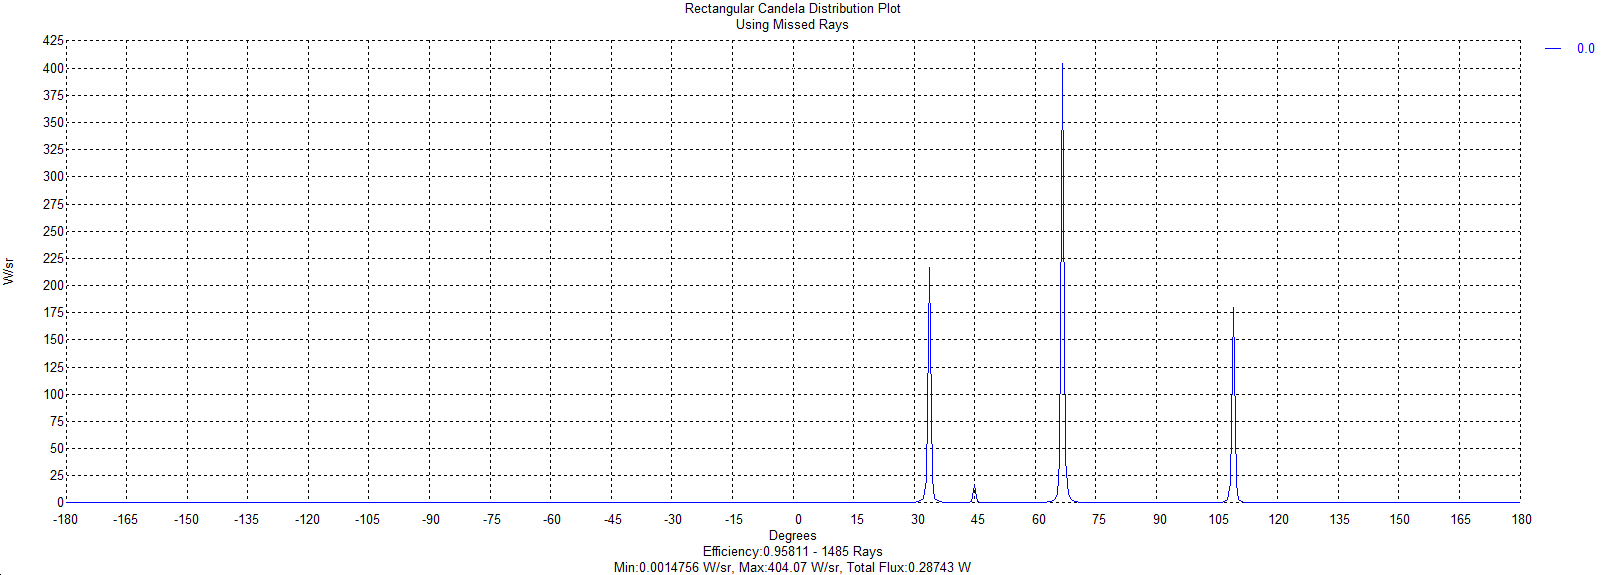 Rectangular Candela Distribution Plot
Using Missed Rays
0.0
425
400
375
350
325
300
275
250
225
200
175
150
125
100
75
50
25
0
W/sr
-180 -165 -150 -135 -120 -105 -90 -75 -60 -45 -30 -15 0 15 30 45 60 75 90 105 120 135 150 165 180
Degrees
Efficiency:0.95811 - 1485 Rays
Min:0.0014756 W/sr, Max:404.07 W/sr, Total Flux:0.28743 W